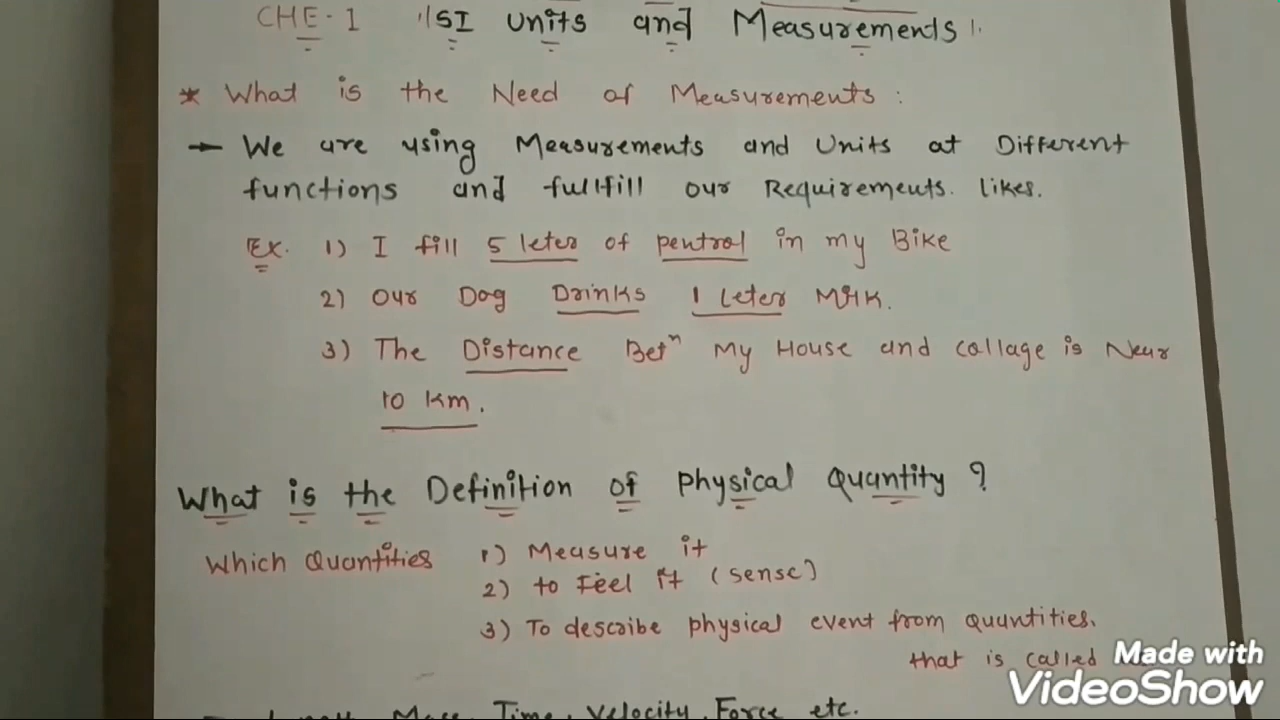 CHE-1 SI Units and Measurements
* What is the Need of Measurements :
→ We are using Measurements and Units at Different
functions and fullfill our Requirements. likes.
Ex. 1) I fill 5 leter of pentrol in my Bike
2) Our Dog Drinks 1 Leter Milk.
3) The Distance Betⁿ My House and collage is Near
10 km.
What is the Definition of Physical Quantity ?
Which Quantities 1) Measure it
2) to Feel it (sense)
3) To describe physical event from quantities.
that is called
Length, Mass, Time, Velocity, Force etc.
Made with
VideoShow